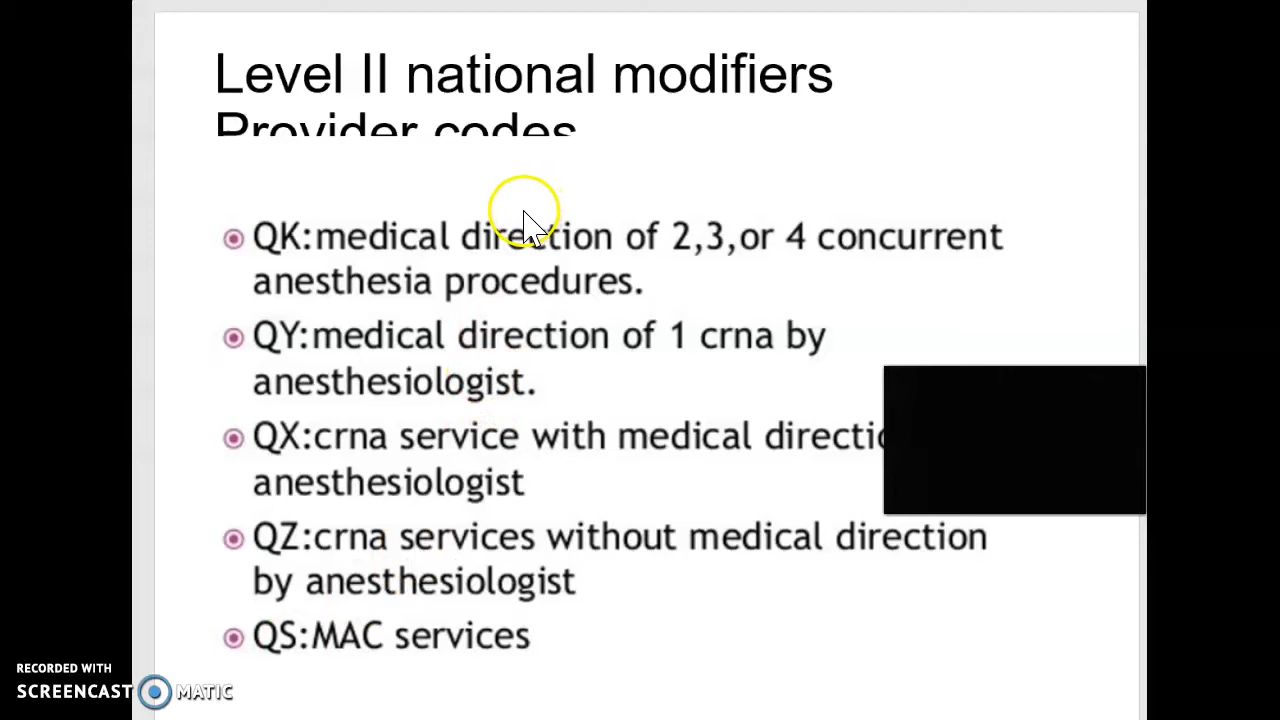 Level II national modifiers
Provider codes
QK:medical direction of 2,3,or 4 concurrent
anesthesia procedures.
QY:medical direction of 1 crna by
anesthesiologist.
QX:crna service with medical
anesthesiologist
QZ:crna services without medical direction
by anesthesiologist
QS:MAC services
RECORDED WITH
SCREENCAST MATIC